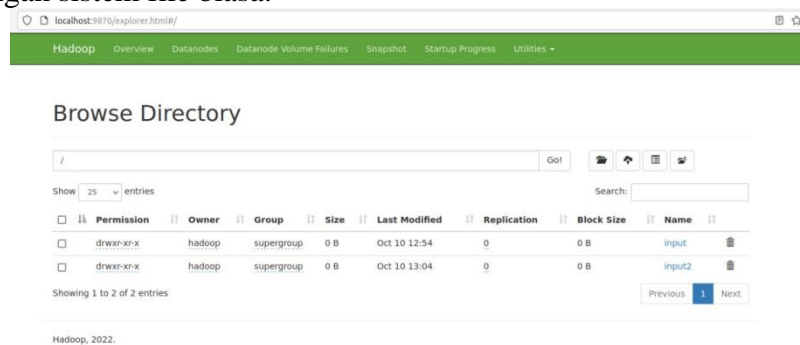 sistem file biasa.
localhost:9870/explorer.html#/
Hadoop Overview Datanodes Datanode Volume Failures Snapshot Startup Progress Utilities
Browse Directory
/ Go!
Show 25 entries Search:
Permission Owner Group Size Last Modified Replication Block Size Name
drwxr-xr-x hadoop supergroup 0 B Oct 10 12:54 0 0 B input
drwxr-xr-x hadoop supergroup 0 B Oct 10 13:04 0 0 B input2
Showing 1 to 2 of 2 entries Previous 1 Next
Hadoop, 2022.